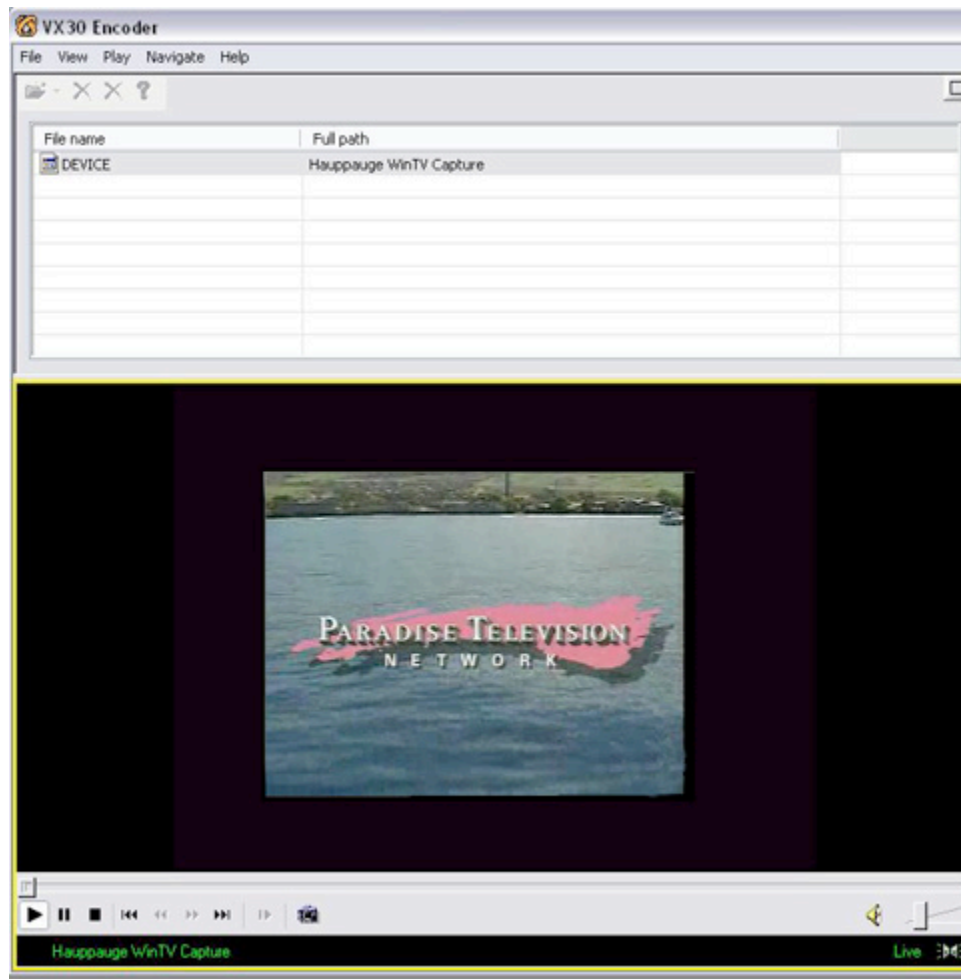 VX30 Encoder
File View Play Navigate Help
File name Full path
DEVICE Hauppauge WinTV Capture
PARADISE TELEVISION
NETWORK
Hauppauge WinTV Capture Live